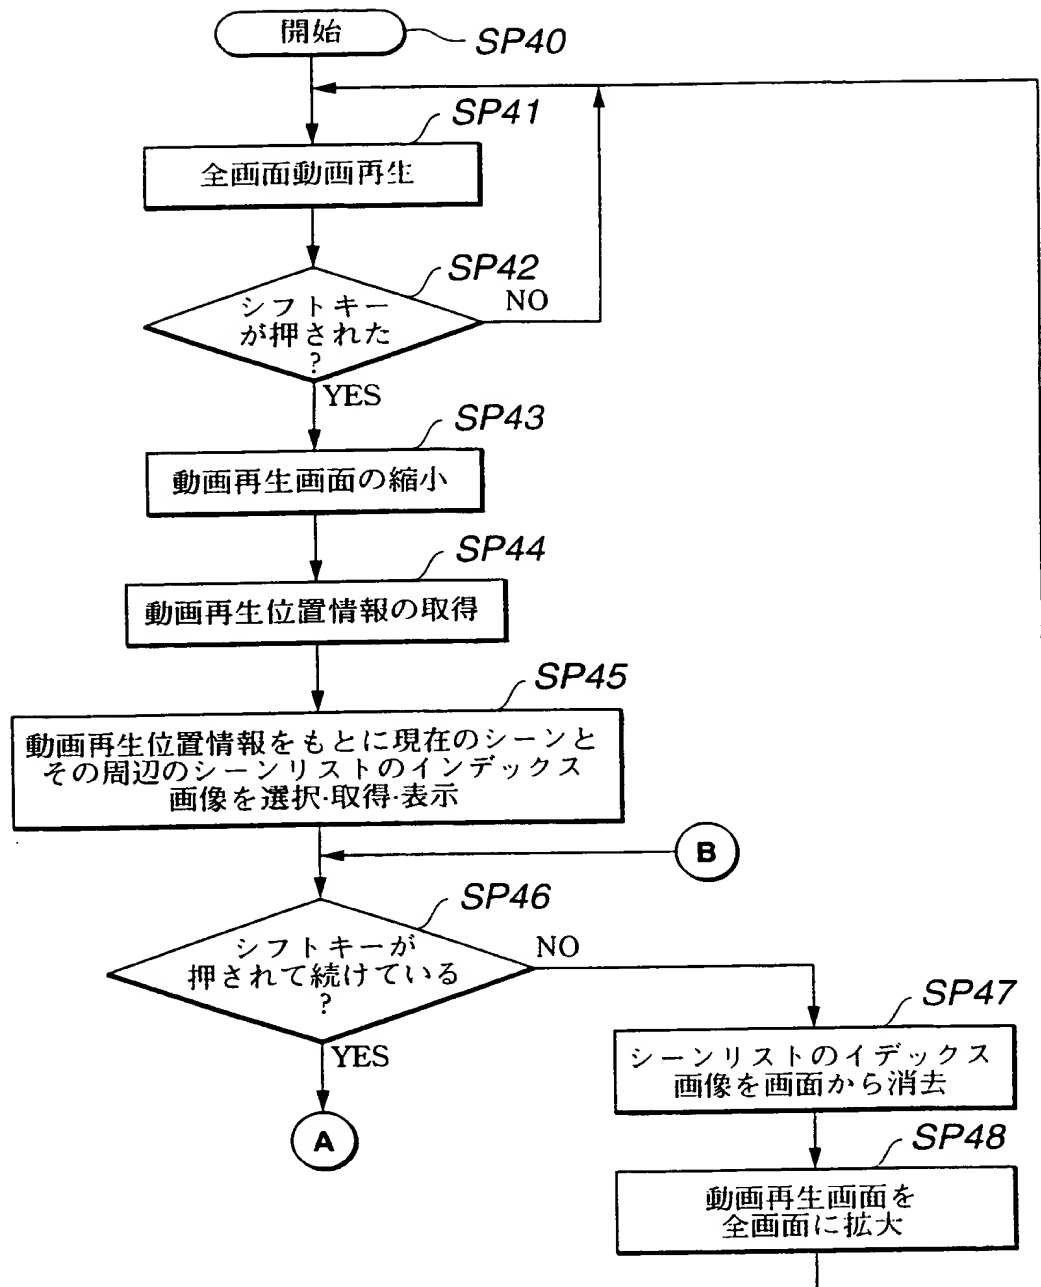 開始
SP40
SP41
全画面動画再生
SP42
シフトキー
が押された
?
NO
YES
SP43
動画再生画面の縮小
SP44
動画再生位置情報の取得
SP45
動画再生位置情報をもとに現在のシーンと
その周辺のシーンリストのインデックス
画像を選択·取得·表示
B
SP46
シフトキーが
押されて続けている
?
NO
YES
A
SP47
シーンリストのイデックス
画像を画面から消去
SP48
動画再生画面を
全画面に拡大